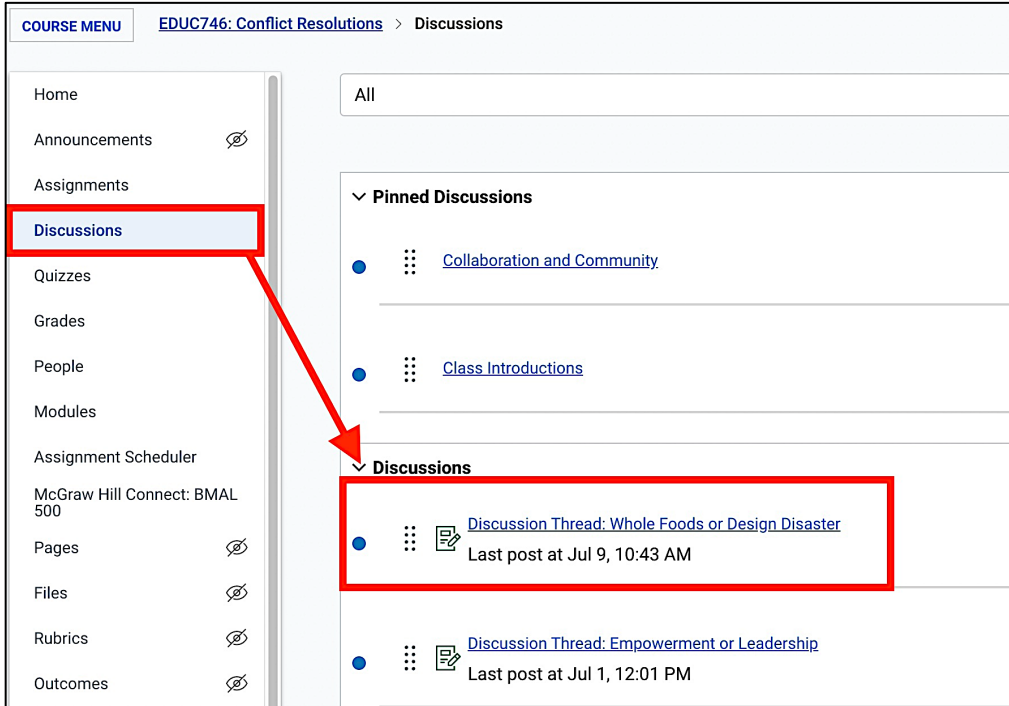 COURSE MENU
EDUC746: Conflict Resolutions > Discussions
Home
Announcements
Assignments
Discussions
Quizzes
Grades
People
Modules
Assignment Scheduler
McGraw Hill Connect: BMAL
500
Pages
Files
Rubrics
Outcomes
All
Pinned Discussions
Collaboration and Community
Class Introductions
Discussions
Discussion Thread: Whole Foods or Design Disaster
Last post at Jul 9, 10:43 AM
Discussion Thread: Empowerment or Leadership
Last post at Jul 1, 12:01 PM